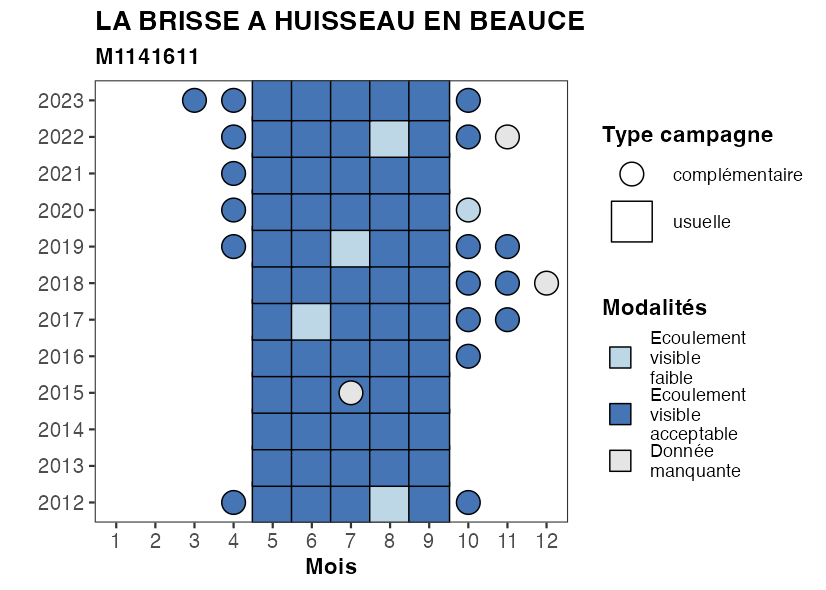 LA BRISSE A HUISSEAU EN BEAUCE
M1141611
2023
2022
2021
2020
2019
2018
2017
2016
2015
2014
2013
2012
1 2 3 4 5 6 7 8 9 10 11 12
Mois
Type campagne
complémentaire
usuelle
Modalités
Ecoulement
visible
faible
Ecoulement
visible
acceptable
Donnée
manquante